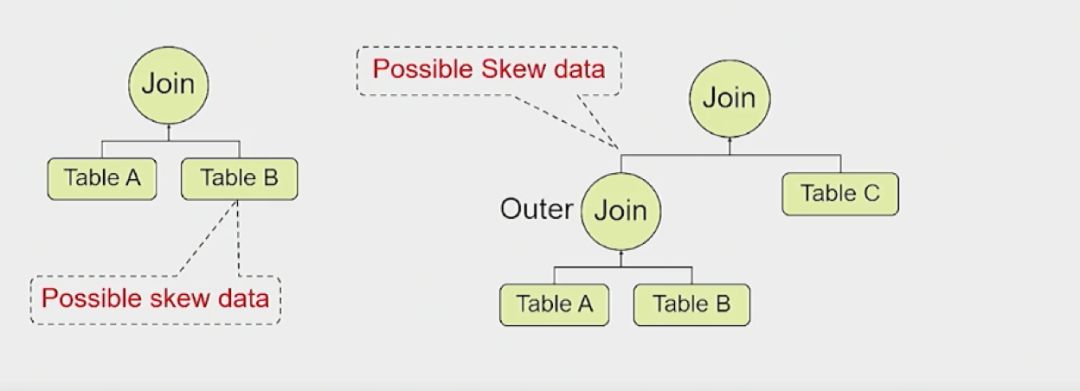 Join
Table A
Table B
Possible skew data
Possible Skew data
Join
Outer
Join
Table C
Table A
Table B